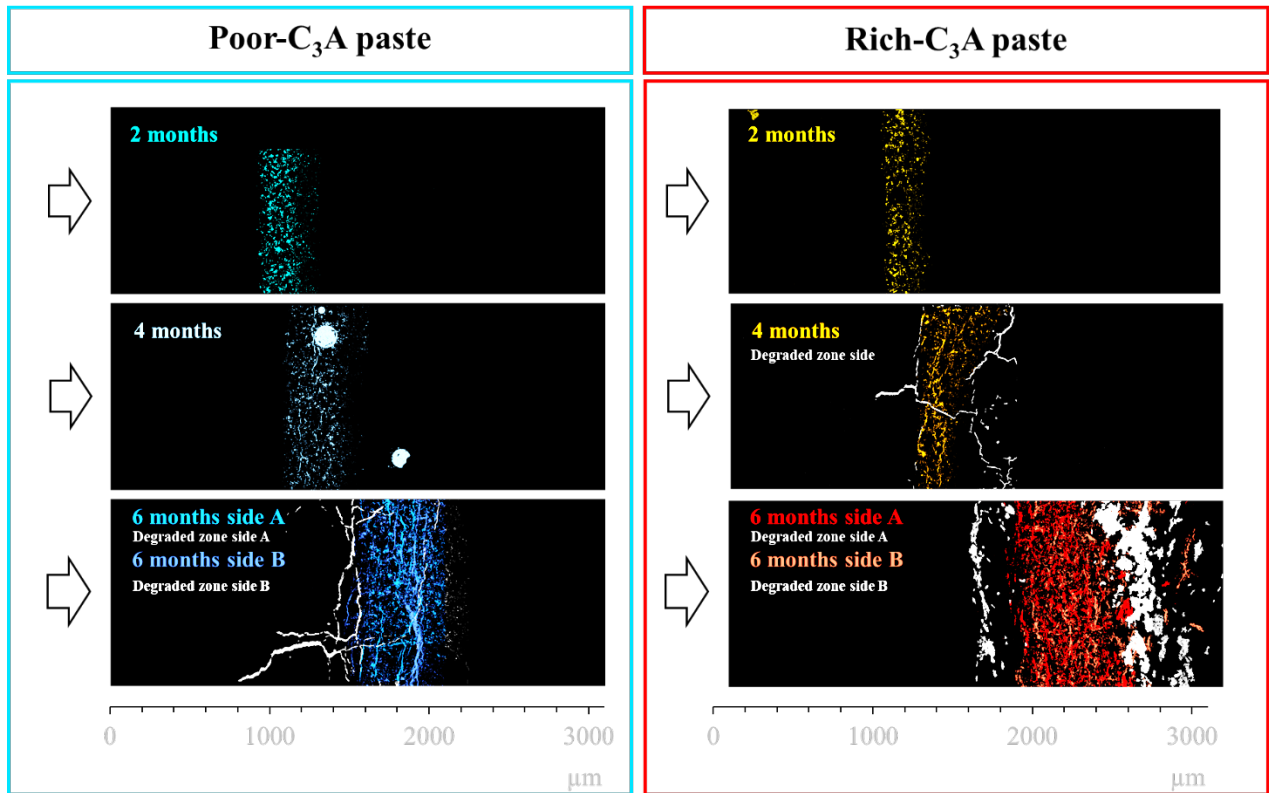 Poor-C₃A paste
2 months
4 months
6 months side A
Degraded zone side A
6 months side B
Degraded zone side B
0 1000 2000 3000
µm
Rich-C₃A paste
2 months
4 months
Degraded zone side
6 months side A
Degraded zone side A
6 months side B
Degraded zone side B
0 1000 2000 3000
µm